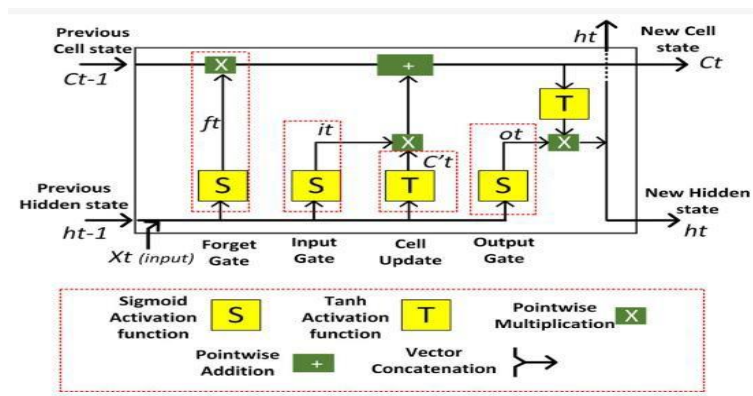 Previous
Cell state
Ct-1
ht
New Cell
state
Ct
X
+
T
ft
it
X
ot
X
C't
S
S
T
S
Previous
Hidden state
ht-1
Xt (input)
Forget
Gate
Input
Gate
Cell
Update
Output
Gate
New Hidden
state
ht
Sigmoid
Activation
function
S
Tanh
Activation
function
T
Pointwise
Multiplication
X
Pointwise
Addition
+
Vector
Concatenation